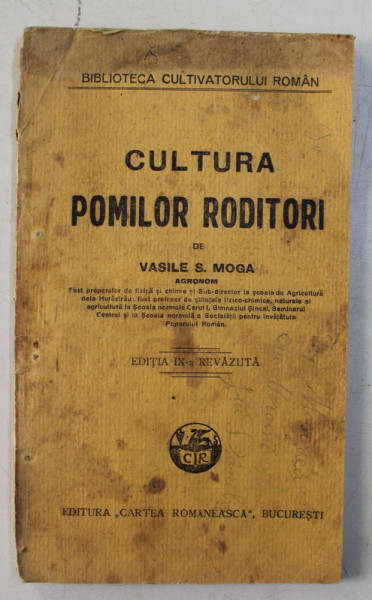 BIBLIOTECA CULTIVATORULUI ROMÂN
CULTURA
POMILOR RODITORI
DE
VASILE S. MOGA
AGRONOM
Fost preparator de fizică și chimie și Sub-director la școala de Agricultură
dela Herăstrău; fost profesor de științele fizico-chimice, naturale și
agricultură la Școala normală Carol I, Gimnaziul Șincai, Seminarul
Central și la Școala normală a Societății pentru învățătura
Poporului Român.
EDIȚIA IX-a REVĂZUTĂ
CR
EDITURA „CARTEA ROMANEASCA", BUCUREȘTI